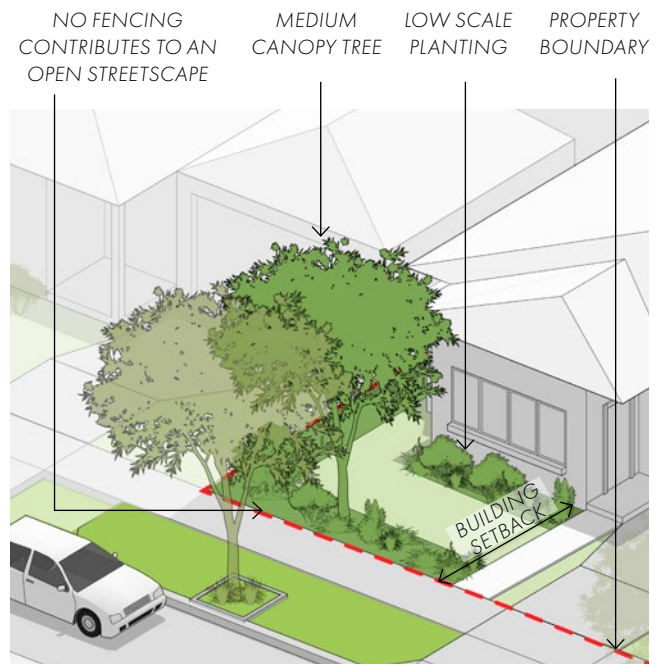 NO FENCING
CONTRIBUTES TO AN
OPEN STREETSCAPE
MEDIUM
CANOPY TREE
LOW SCALE
PLANTING
PROPERTY
BOUNDARY
BUILDING
SETBACK